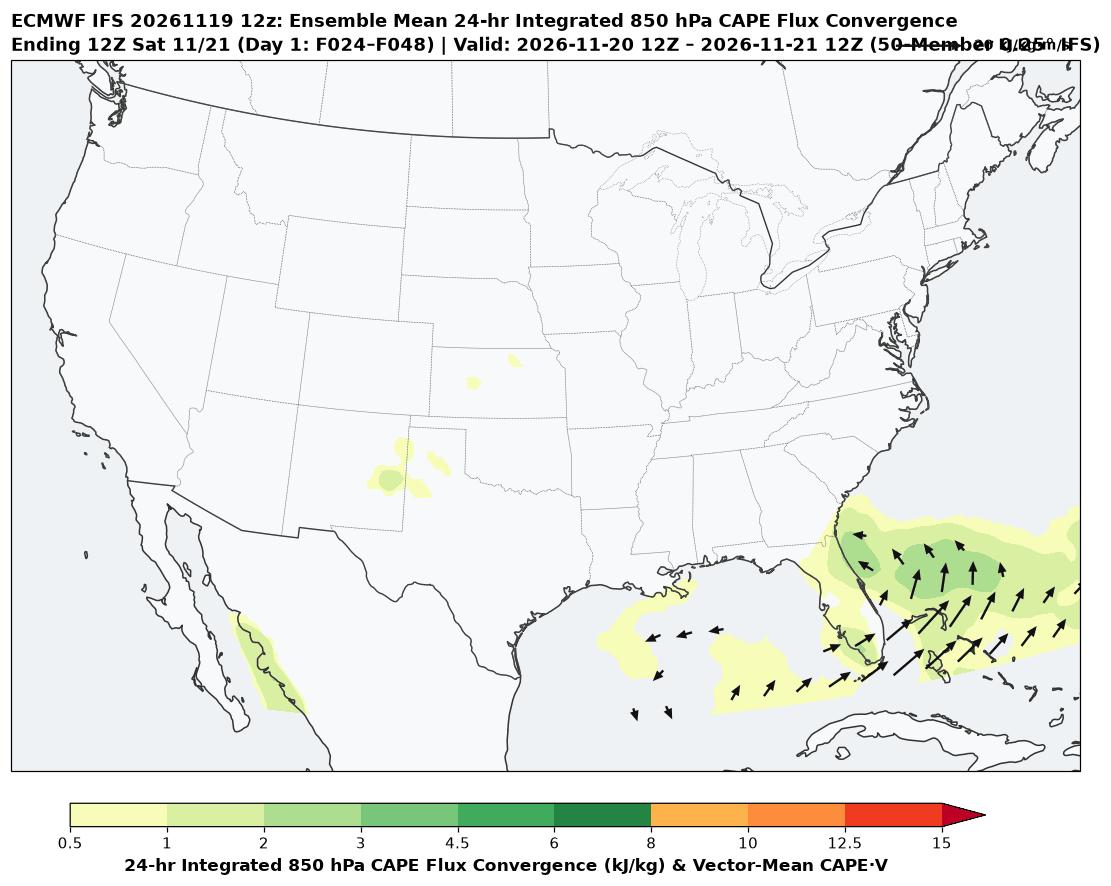 ECMWF IFS 20261119 12z: Ensemble Mean 24-hr Integrated 850 hPa CAPE Flux Convergence
Ending 12Z Sat 11/21 (Day 1: F024–F048) | Valid: 2026-11-20 12Z – 2026-11-21 12Z (50-Member 0.25° IFS)
0.5 1 2 3 4.5 6 8 10 12.5 15
24-hr Integrated 850 hPa CAPE Flux Convergence (kJ/kg) & Vector-Mean CAPE·V